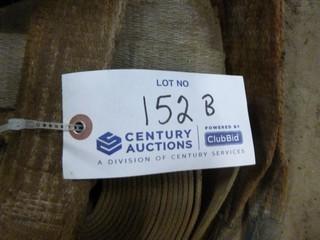 LOT NO
152 B
CENTURY AUCTIONS
POWERED BY
ClubBid
A DIVISION OF CENTURY SERVICES